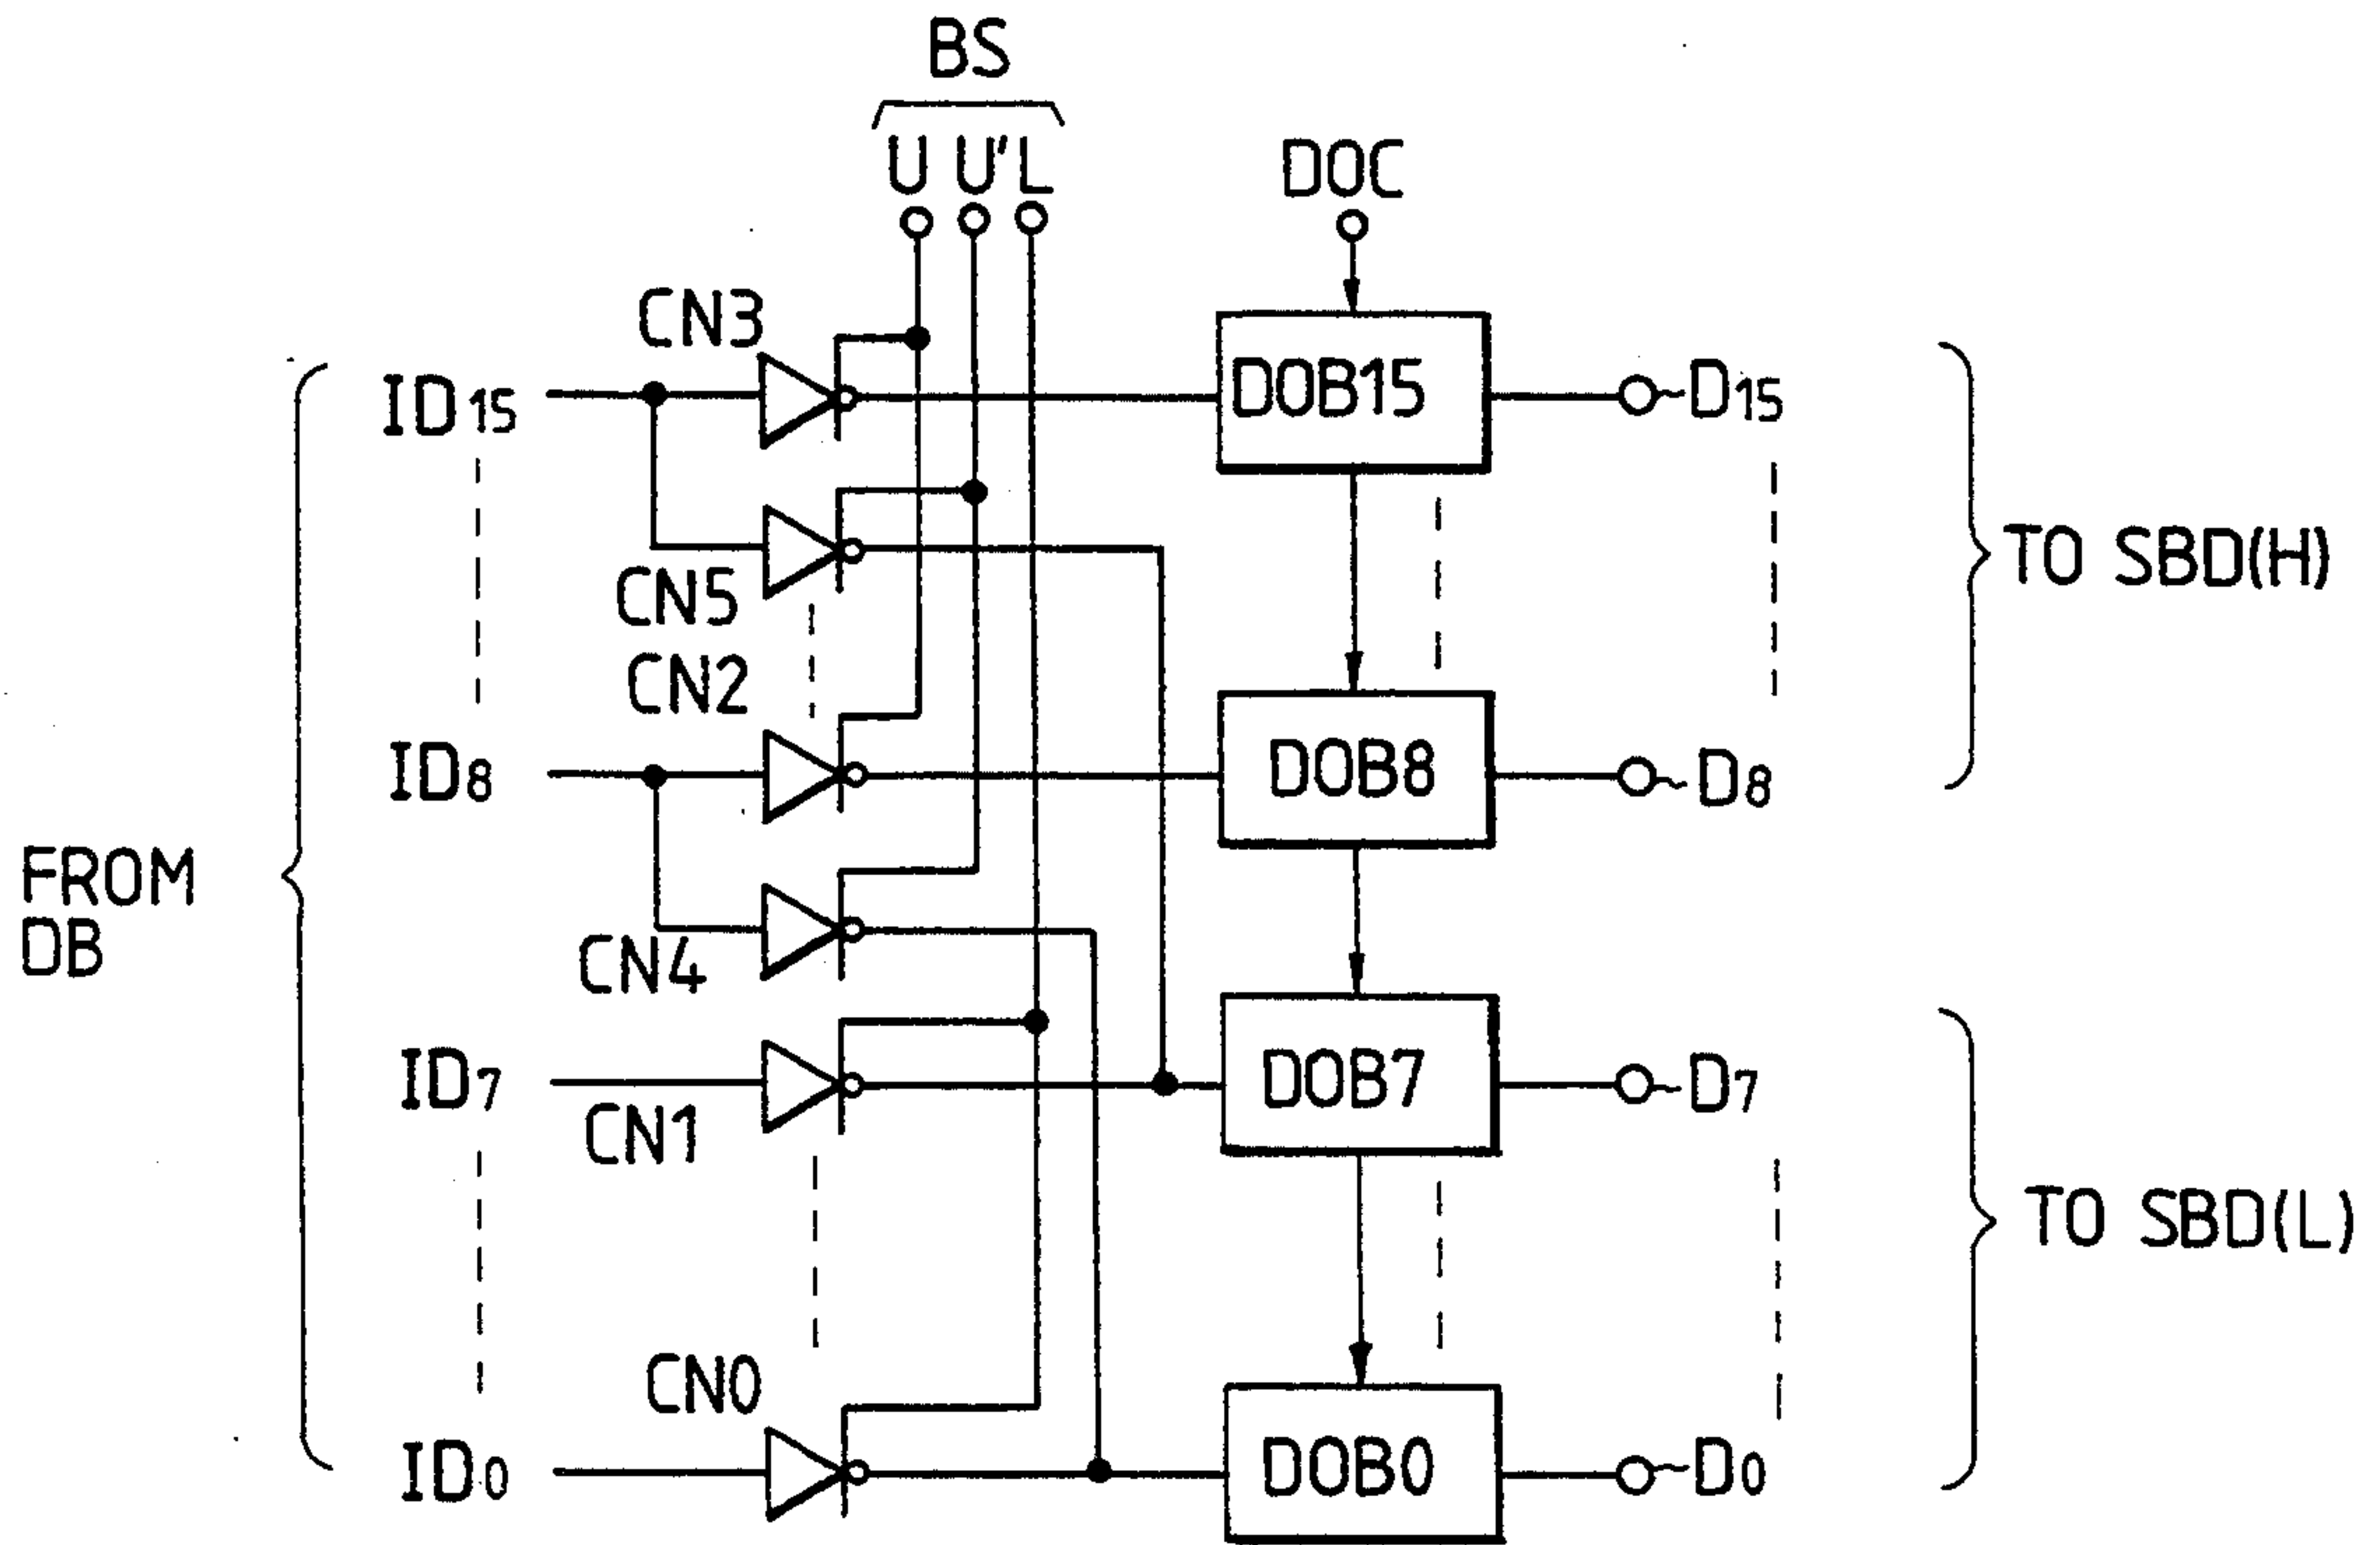 BS
U U' L
DOC
CN3
ID15
DOB15
D15
TO SBD(H)
CN5
CN2
ID8
DOB8
D8
FROM
DB
CN4
ID7
DOB7
D7
CN1
TO SBD(L)
CN0
ID0
DOB0
D0